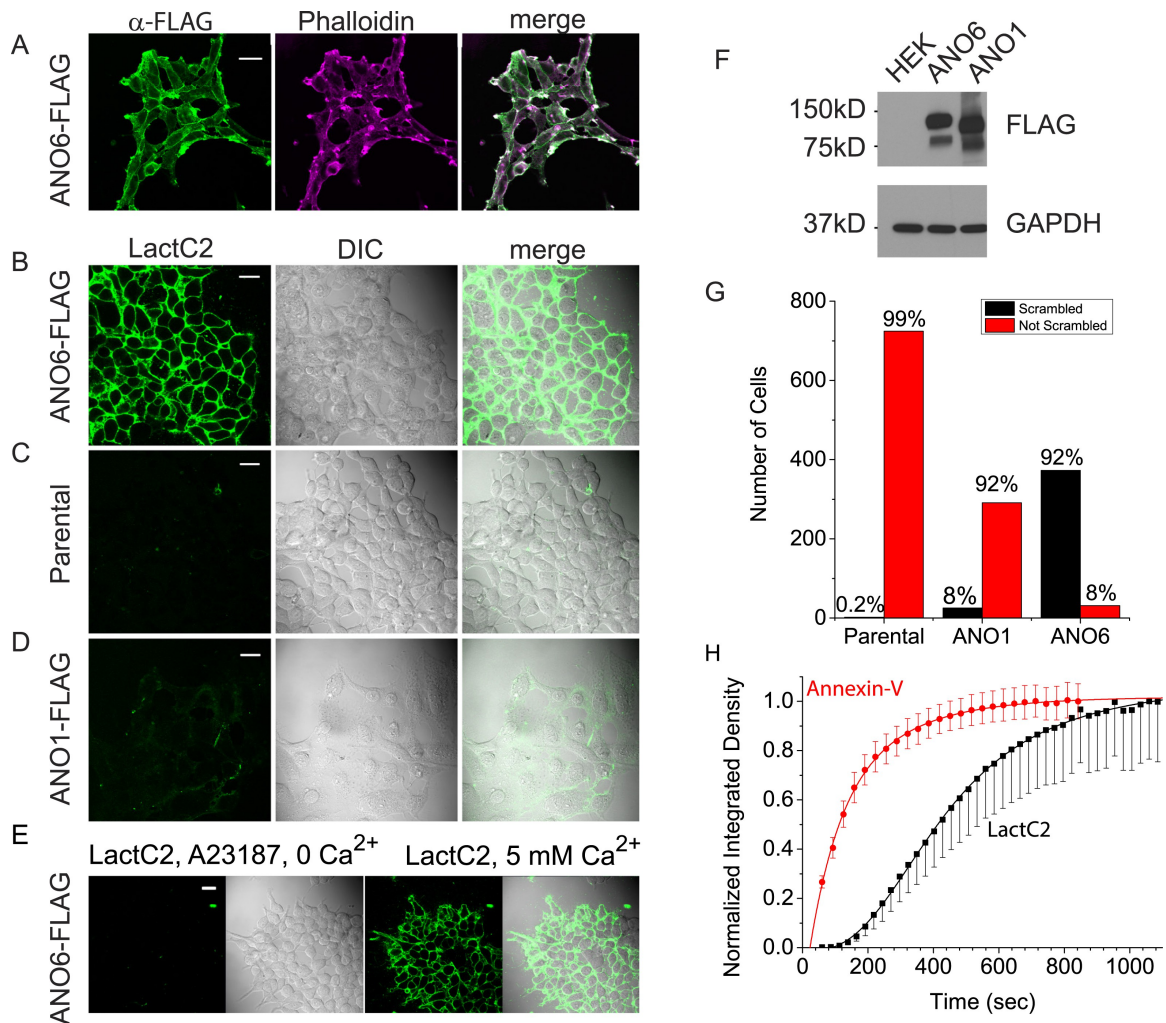 A
α-FLAG
Phalloidin
merge
ANO6-FLAG
B
LactC2
DIC
merge
ANO6-FLAG
C
Parental
D
ANO1-FLAG
E
LactC2, A23187, 0 Ca2+
LactC2, 5 mM Ca2+
ANO6-FLAG
F
HEK
ANO6
ANO1
150kD
75kD
FLAG
37kD
GAPDH
G
Number of Cells
800
600
400
200
0
Scrambled
Not Scrambled
0.2%
99%
8%
92%
92%
8%
Parental
ANO1
ANO6
H
Normalized Integrated Density
1.0
0.8
0.6
0.4
0.2
0.0
Annexin-V
LactC2
0
200
400
600
800
1000
Time (sec)